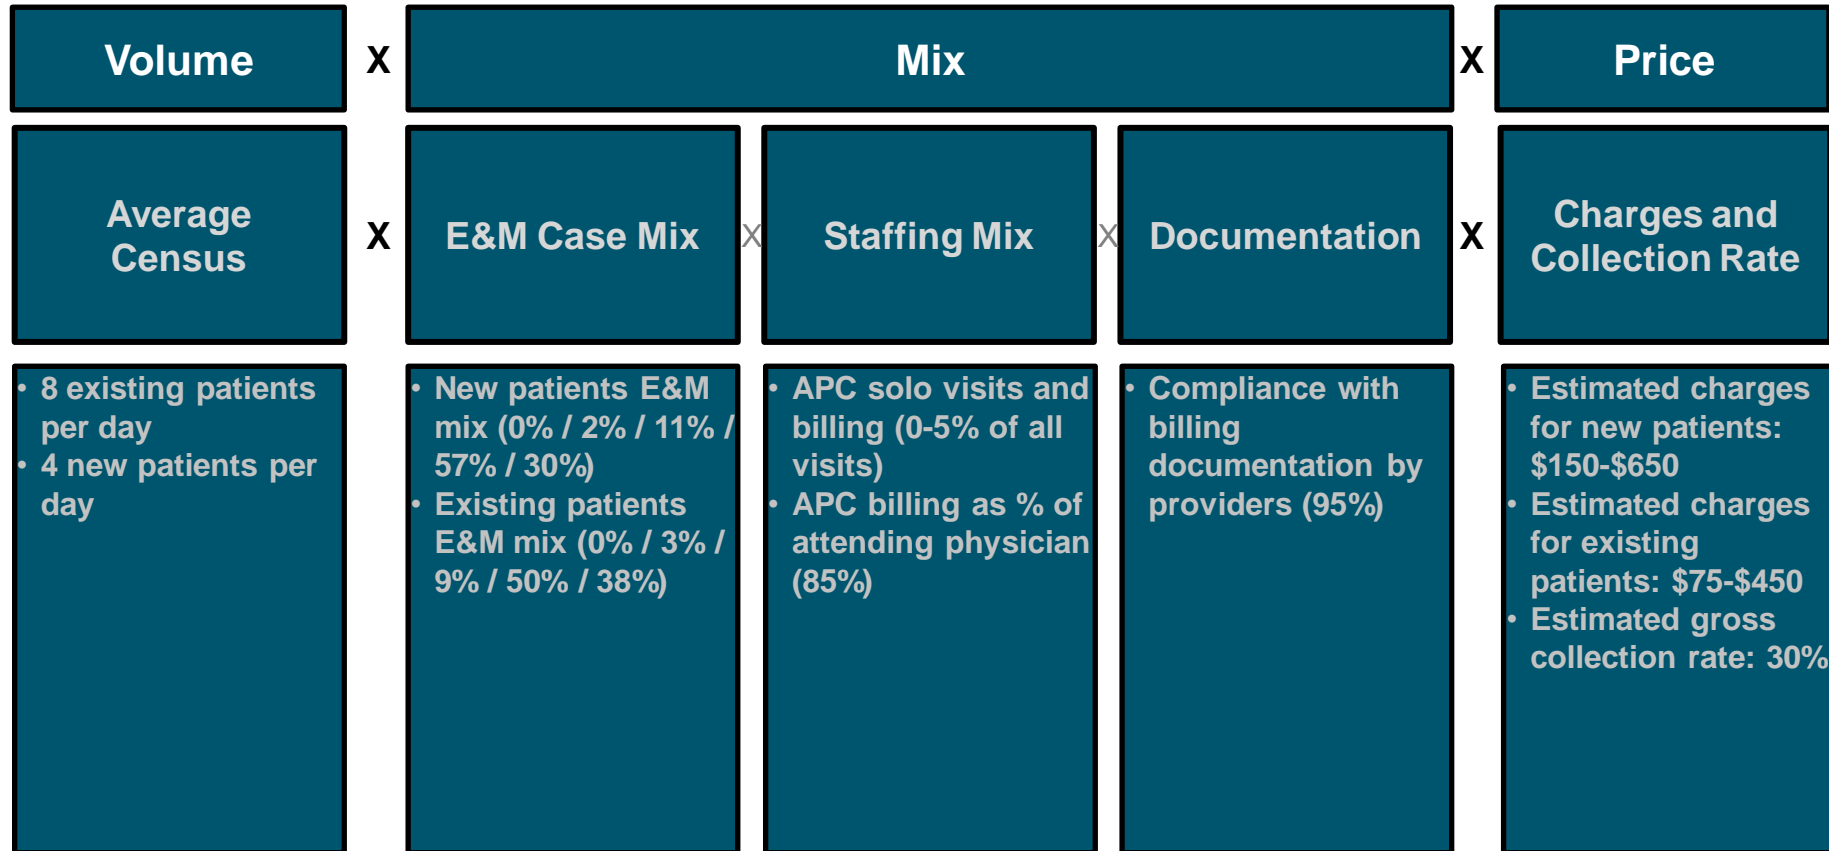 Volume X Mix X Price
Average
Census
X
E&M Case Mix
X
Staffing Mix
X
Documentation
X
Charges and
Collection Rate
• 8 existing patients
per day
• 4 new patients per
day
• New patients E&M
mix (0% / 2% / 11% /
57% / 30%)
• Existing patients
E&M mix (0% / 3% /
9% / 50% / 38%)
• APC solo visits and
billing (0-5% of all
visits)
• APC billing as % of
attending physician
(85%)
• Compliance with
billing
documentation by
providers (95%)
• Estimated charges
for new patients:
$150-$650
• Estimated charges
for existing
patients: $75-$450
• Estimated gross
collection rate: 30%